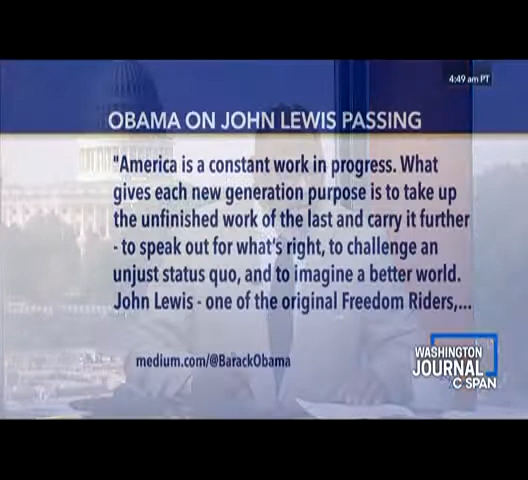 4:49 am PT
OBAMA ON JOHN LEWIS PASSING
"America is a constant work in progress. What
gives each new generation purpose is to take up
the unfinished work of the last and carry it further
- to speak out for what's right, to challenge an
unjust status quo, and to imagine a better world.
John Lewis - one of the original Freedom Riders,...
medium.com/@BarackObama
WASHINGTON
JOURNAL
C SPAN